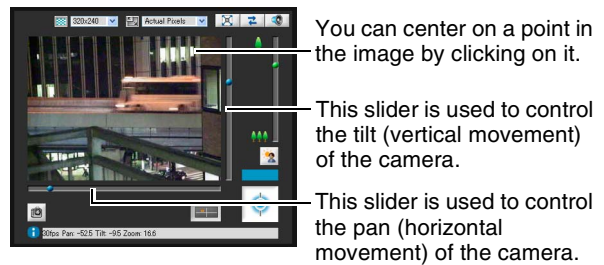 320x240 Actual Pixels
You can center on a point in
the image by clicking on it.
This slider is used to control
the tilt (vertical movement)
of the camera.
This slider is used to control
the pan (horizontal
movement) of the camera.
30fps Pan: -52.5 Tilt: -9.5 Zoom: 16.6